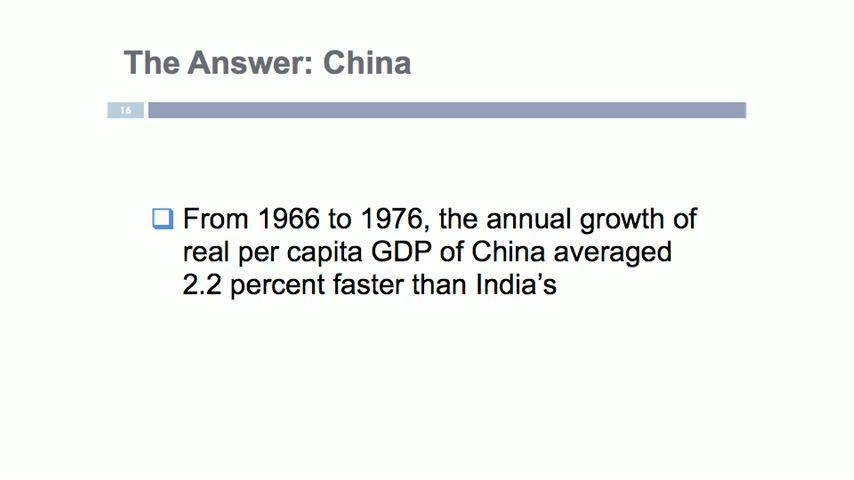 The Answer: China
16
From 1966 to 1976, the annual growth of
real per capita GDP of China averaged
2.2 percent faster than India’s